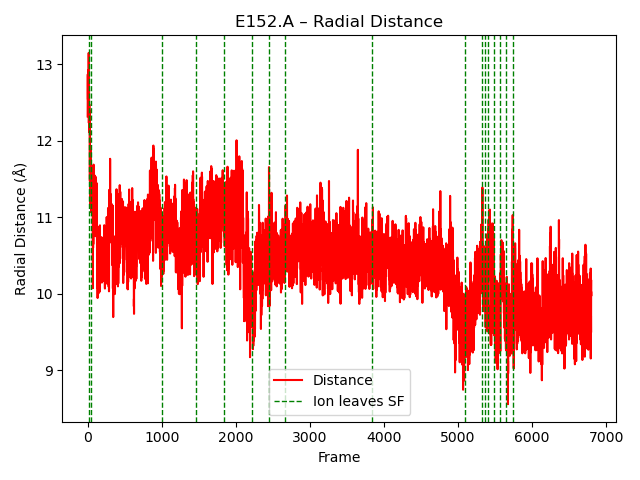 E152.A – Radial Distance
Radial Distance (Å)
13
12
11
10
9
Distance
Ion leaves SF
0 1000 2000 3000 4000 5000 6000 7000
Frame